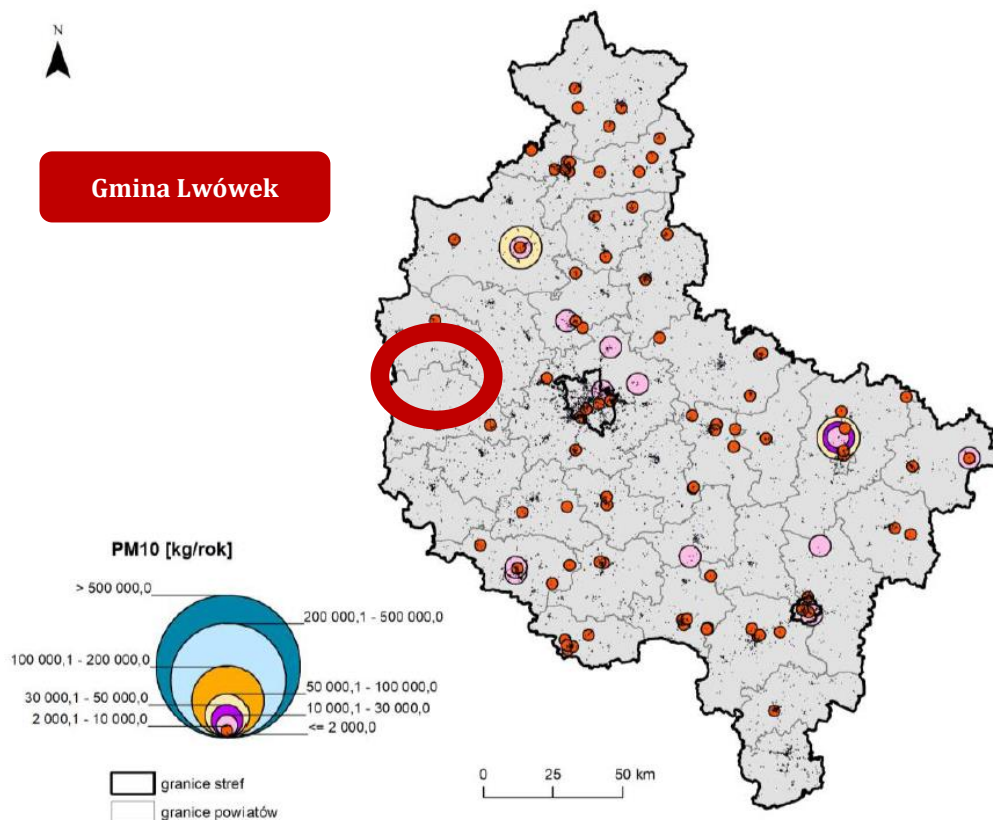 N
Gmina Lwówek
PM10 [kg/rok]
> 500 000,0
200 000,1 - 500 000,0
100 000,1 - 200 000,0
50 000,1 - 100 000,0
30 000,1 - 50 000,0
10 000,1 - 30 000,0
2 000,1 - 10 000,0
<= 2 000,0
granice stref
granice powiatów
0 25 50 km